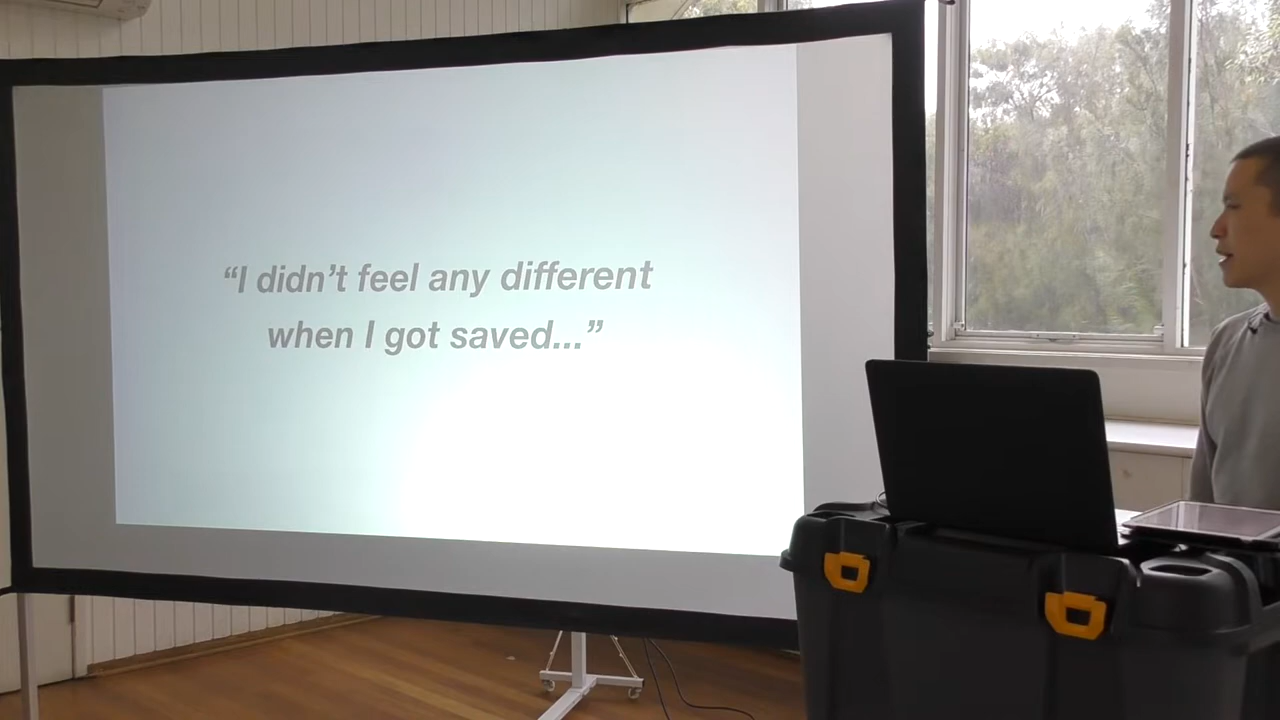 “I didn’t feel any different
when I got saved...”